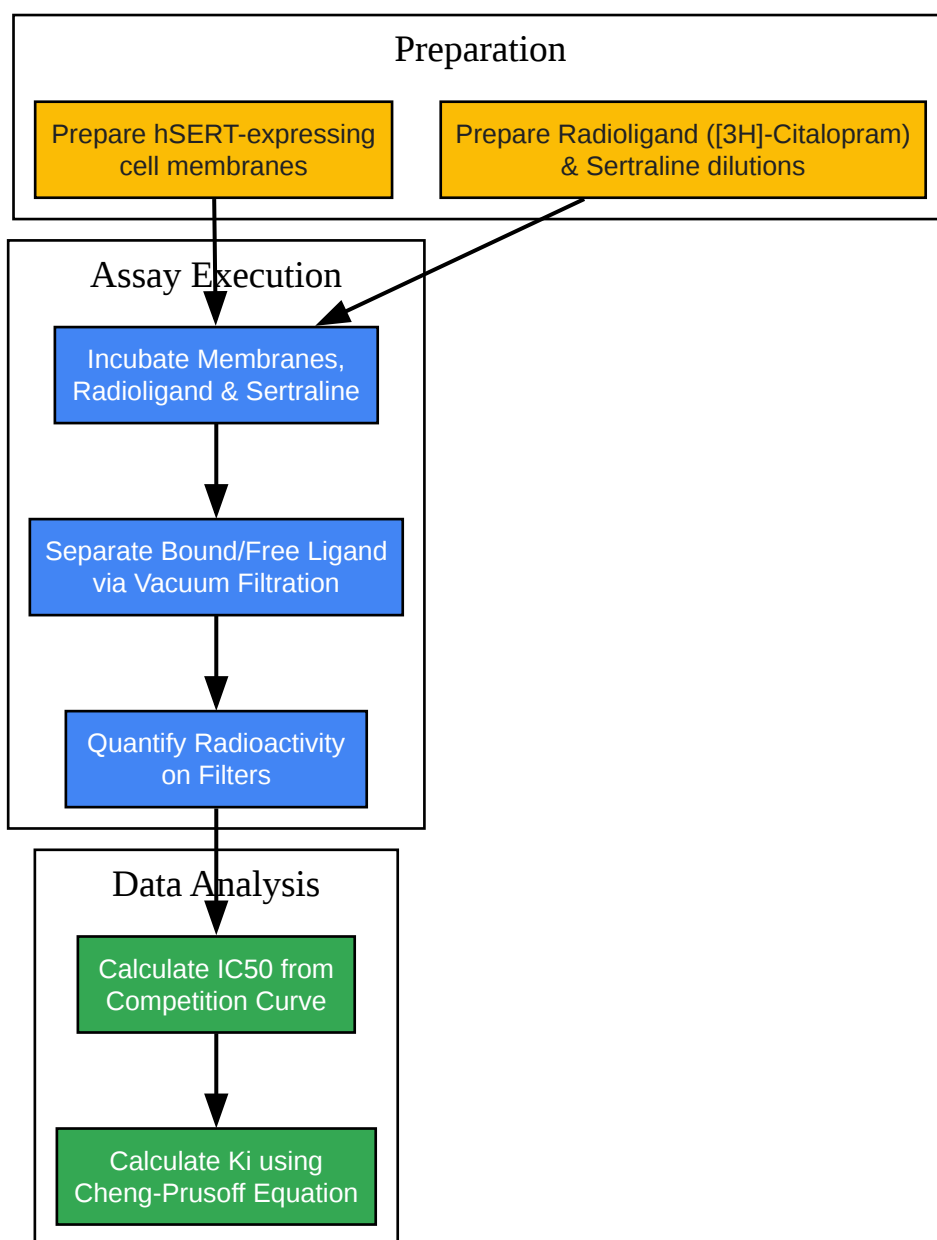 Preparation
Prepare hSERT-expressing
cell membranes
Prepare Radioligand ([3H]-Citalopram)
& Sertraline dilutions
Assay Execution
Incubate Membranes,
Radioligand & Sertraline
Separate Bound/Free Ligand
via Vacuum Filtration
Quantify Radioactivity
on Filters
Data Analysis
Calculate IC50 from
Competition Curve
Calculate Ki using
Cheng-Prusoff Equation